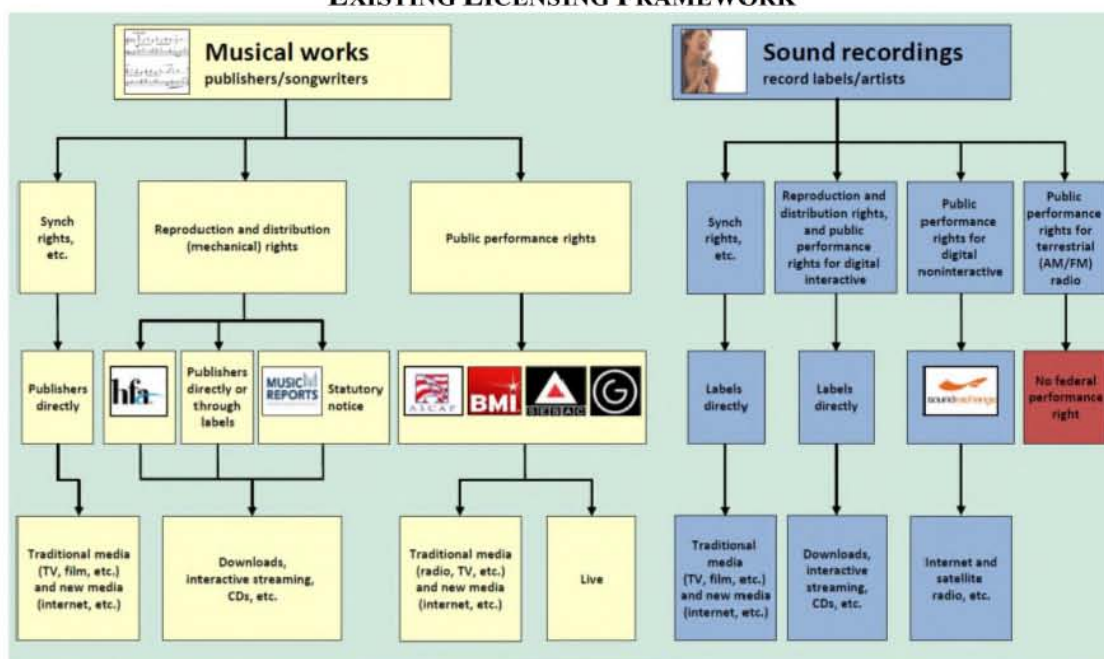 EXISTING LICENSING FRAMEWORK
Musical works
publishers/songwriters
Sound recordings
record labels/artists
Synch
rights,
etc.
Reproduction and distribution
(mechanical) rights
Public performance rights
Synch
rights,
etc.
Reproduction and
distribution rights,
and public
performance
rights for digital
interactive
Public
performance
rights for
digital
noninteractive
Public
performance
rights for
terrestrial
(AM/FM)
radio
Publishers
directly
hfa
Publishers
directly or
through
labels
MUSIC
REPORTS
Statutory
notice
ASCAP
BMI
SESAC
G
Labels
directly
Labels
directly
soundexchange
No federal
performance
right
Traditional media
(TV, film, etc.)
and new media
(internet, etc.)
Downloads,
interactive streaming,
CDs, etc.
Traditional media
(radio, TV, etc.)
and new media
(internet, etc.)
Live
Traditional
media
(TV, film, etc.)
and new media
(internet, etc.)
Downloads,
interactive
streaming,
CDs, etc.
Internet and
satellite
radio, etc.